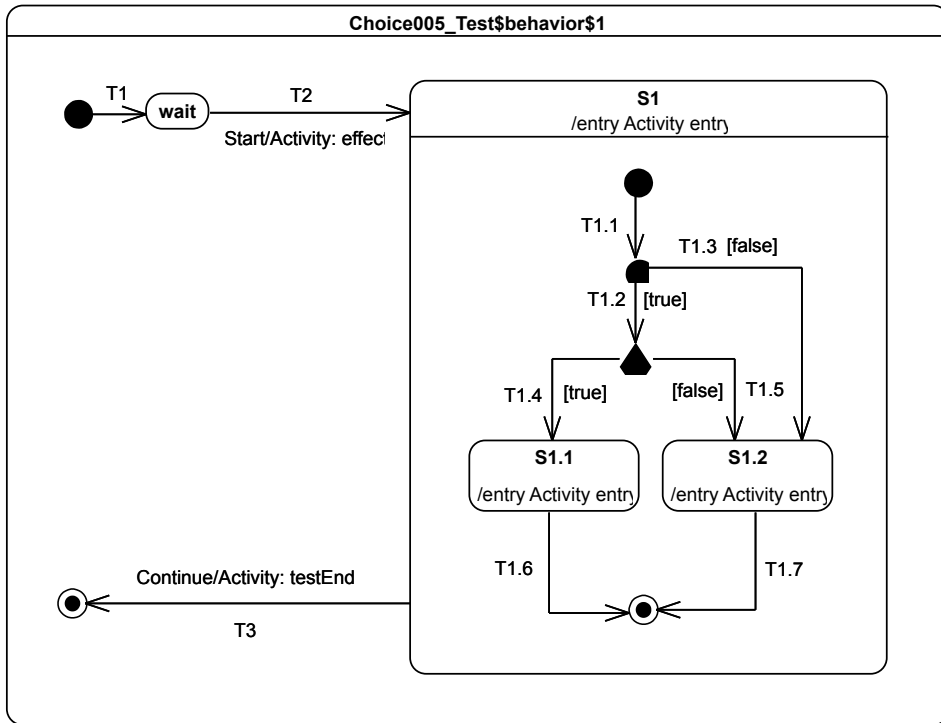 Choice005_Test$behavior$1
T1
wait
T2
Start/Activity: effect
S1
/entry Activity entry
T1.1
T1.3 [false]
T1.2 [true]
T1.4 [true]
[false] T1.5
S1.1
/entry Activity entry
S1.2
/entry Activity entry
T1.6
T1.7
Continue/Activity: testEnd
T3